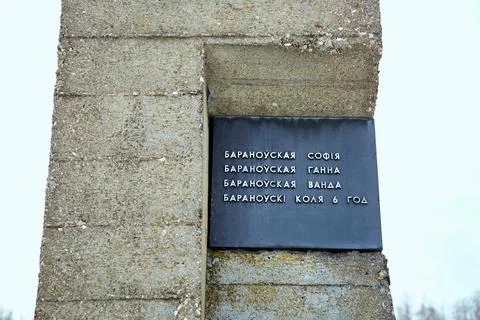 БАРАНОЎСКАЯ СОФІЯ
БАРАНОЎСКАЯ ГАННА
БАРАНОЎСКАЯ ВАНДА
БАРАНОЎСКІ КОЛЯ 6 ГОД